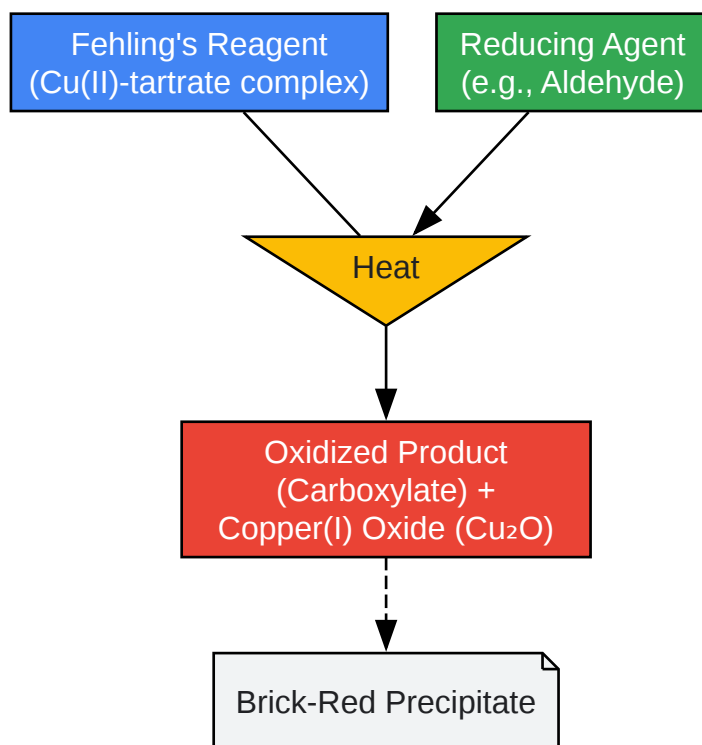 Fehling's Reagent
(Cu(II)-tartrate complex)
Reducing Agent
(e.g., Aldehyde)
Heat
Oxidized Product
(Carboxylate) +
Copper(I) Oxide (Cu₂O)
Brick-Red Precipitate